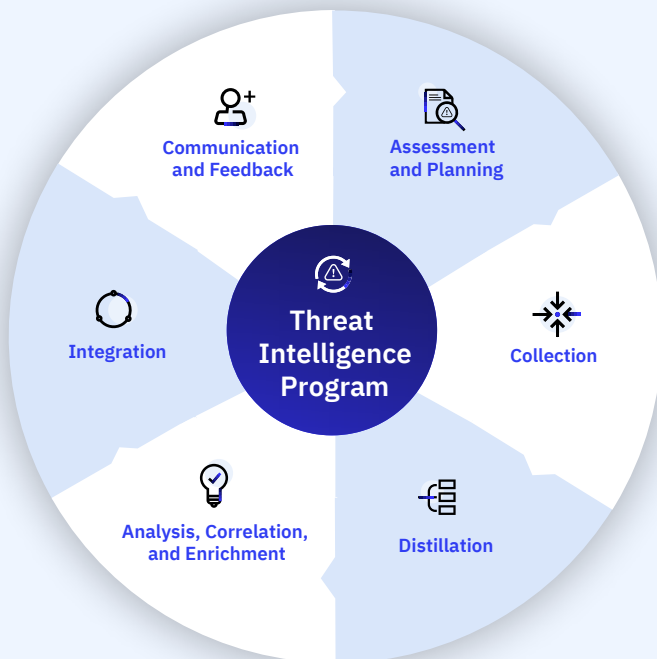 Communication
and Feedback
Assessment
and Planning
Threat
Intelligence
Program
Integration
Collection
Analysis, Correlation,
and Enrichment
Distillation